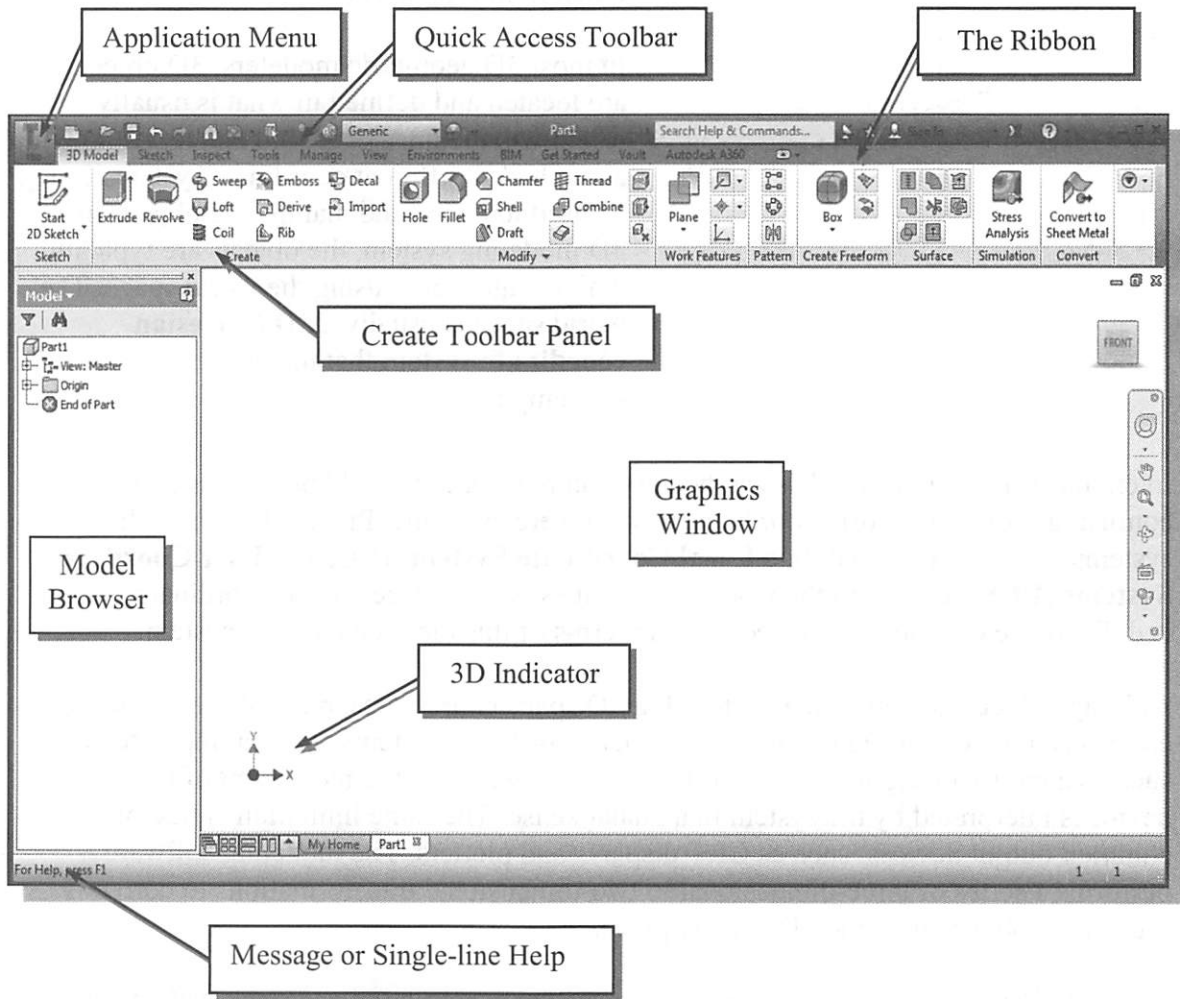 Application Menu
Quick Access Toolbar
The Ribbon
Generic
Part1
Search Help & Commands...
3D Model Sketch Inspect Tools Manage View Environments BIM Get Started Vault Autodesk A360
Start
2D Sketch
Extrude Revolve
Sweep Emboss Decal
Loft Derive Import
Coil Rib
Hole Fillet
Chamfer Thread
Shell Combine
Draft
Plane
Box
Stress
Analysis
Convert to
Sheet Metal
Sketch Create Modify Work Features Pattern Create Freeform Surface Simulation Convert
Model
Part1
View: Master
Origin
End of Part
Create Toolbar Panel
FRONT
Graphics
Window
Model
Browser
3D Indicator
Y
X
My Home Part1
For Help, press F1
1 1
Message or Single-line Help